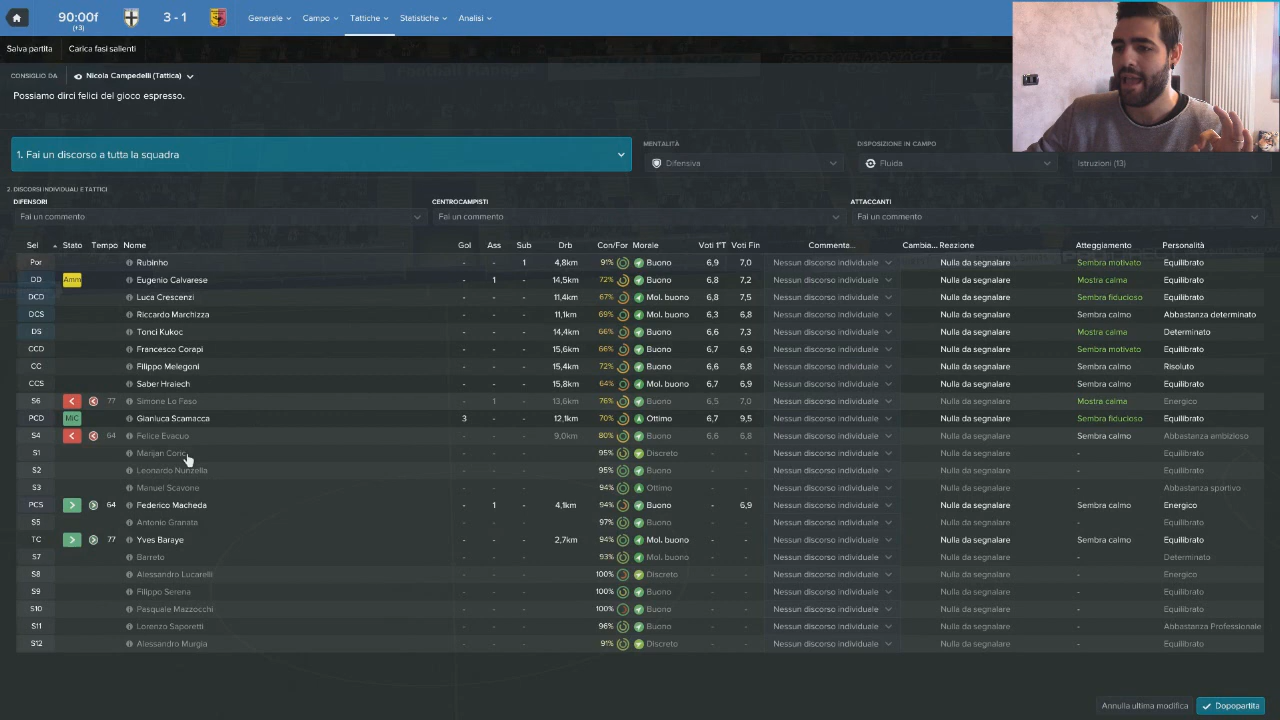 90:00f
(+3)
3 - 1
Generale
Campo
Tattiche
Statistiche
Analisi
Salva partita
Carica fasi salienti
CONSIGLIO DA
Nicola Campedelli (Tattica)
Possiamo dirci felici del gioco espresso.
1. Fai un discorso a tutta la squadra
MENTALITÀ
Difensiva
DISPOSIZIONE IN CAMPO
Fluida
Istruzioni (13)
2. DISCORSI INDIVIDUALI E TATTICI
DIFENSORI
CENTROCAMPISTI
ATTACCANTI
Fai un commento
Fai un commento
Fai un commento
Sel Stato Tempo Nome Gol Ass Sub Drb Con/For Morale Voti 1°T Voti Fin Commenta... Cambia... Reazione Atteggiamento Personalità
Por Rubinho - - 1 4,8km 91% Buono 6,9 7,0 Nessun discorso individuale Nulla da segnalare Sembra motivato Equilibrato
DD Amm Eugenio Calvarese - 1 - 14,5km 72% Buono 6,8 7,2 Nessun discorso individuale Nulla da segnalare Mostra calma Equilibrato
DCD Luca Crescenzi - - - 11,4km 67% Mol. buono 6,8 7,5 Nessun discorso individuale Nulla da segnalare Sembra fiducioso Equilibrato
DCS Riccardo Marchizza - - - 11,1km 69% Mol. buono 6,3 6,8 Nessun discorso individuale Nulla da segnalare Sembra calmo Abbastanza determinato
DS Tonci Kukoc - - - 14,4km 66% Buono 6,6 7,3 Nessun discorso individuale Nulla da segnalare Mostra calma Determinato
CCD Francesco Corapi - - - 15,6km 66% Buono 6,7 6,9 Nessun discorso individuale Nulla da segnalare Sembra motivato Equilibrato
CC Filippo Melegoni - - - 15,4km 72% Buono 6,6 6,8 Nessun discorso individuale Nulla da segnalare Sembra calmo Risoluto
CCS Saber Hraiech - - - 15,8km 64% Mol. buono 6,7 6,9 Nessun discorso individuale Nulla da segnalare Sembra calmo Equilibrato
S6 77 Simone Lo Faso - 1 - 13,6km 76% Buono 6,5 7,0 Nessun discorso individuale Nulla da segnalare Mostra calma Energico
PCD MiC Gianluca Scamacca 3 - - 12,1km 70% Ottimo 6,7 9,5 Nessun discorso individuale Nulla da segnalare Sembra fiducioso Equilibrato
S4 64 Felice Evacuo - - - 9,0km 80% Buono 6,6 6,8 Nessun discorso individuale Nulla da segnalare Sembra calmo Abbastanza ambizioso
S1 Marijan Coric - - - 95% Discreto - - Nessun discorso individuale Nulla da segnalare - Equilibrato
S2 Leonardo Nunzella - - - 95% Buono - - Nessun discorso individuale Nulla da segnalare - Equilibrato
S3 Manuel Scavone - - - 94% Ottimo - - Nessun discorso individuale Nulla da segnalare - Abbastanza sportivo
PCS 64 Federico Macheda - 1 - 4,1km 94% Buono - 6,9 Nessun discorso individuale Nulla da segnalare Sembra calmo Energico
S5 Antonio Granata - - - 97% Buono - - Nessun discorso individuale Nulla da segnalare - Equilibrato
TC 77 Yves Baraye - - - 2,7km 94% Mol. buono - - Nessun discorso individuale Nulla da segnalare Sembra calmo Equilibrato
S7 Barreto - - - 93% Mol. buono - - Nessun discorso individuale Nulla da segnalare - Determinato
S8 Alessandro Lucarelli - - - 100% Discreto - - Nessun discorso individuale Nulla da segnalare - Energico
S9 Filippo Serena - - - 100% Buono - - Nessun discorso individuale Nulla da segnalare - Equilibrato
S10 Pasquale Mazzocchi - - - 100% Buono - - Nessun discorso individuale Nulla da segnalare - Equilibrato
S11 Lorenzo Saporetti - - - 96% Buono - - Nessun discorso individuale Nulla da segnalare - Abbastanza Professionale
S12 Alessandro Murgia - - - 91% Discreto - - Nessun discorso individuale Nulla da segnalare - Equilibrato
Annulla ultima modifica
Dopopartita